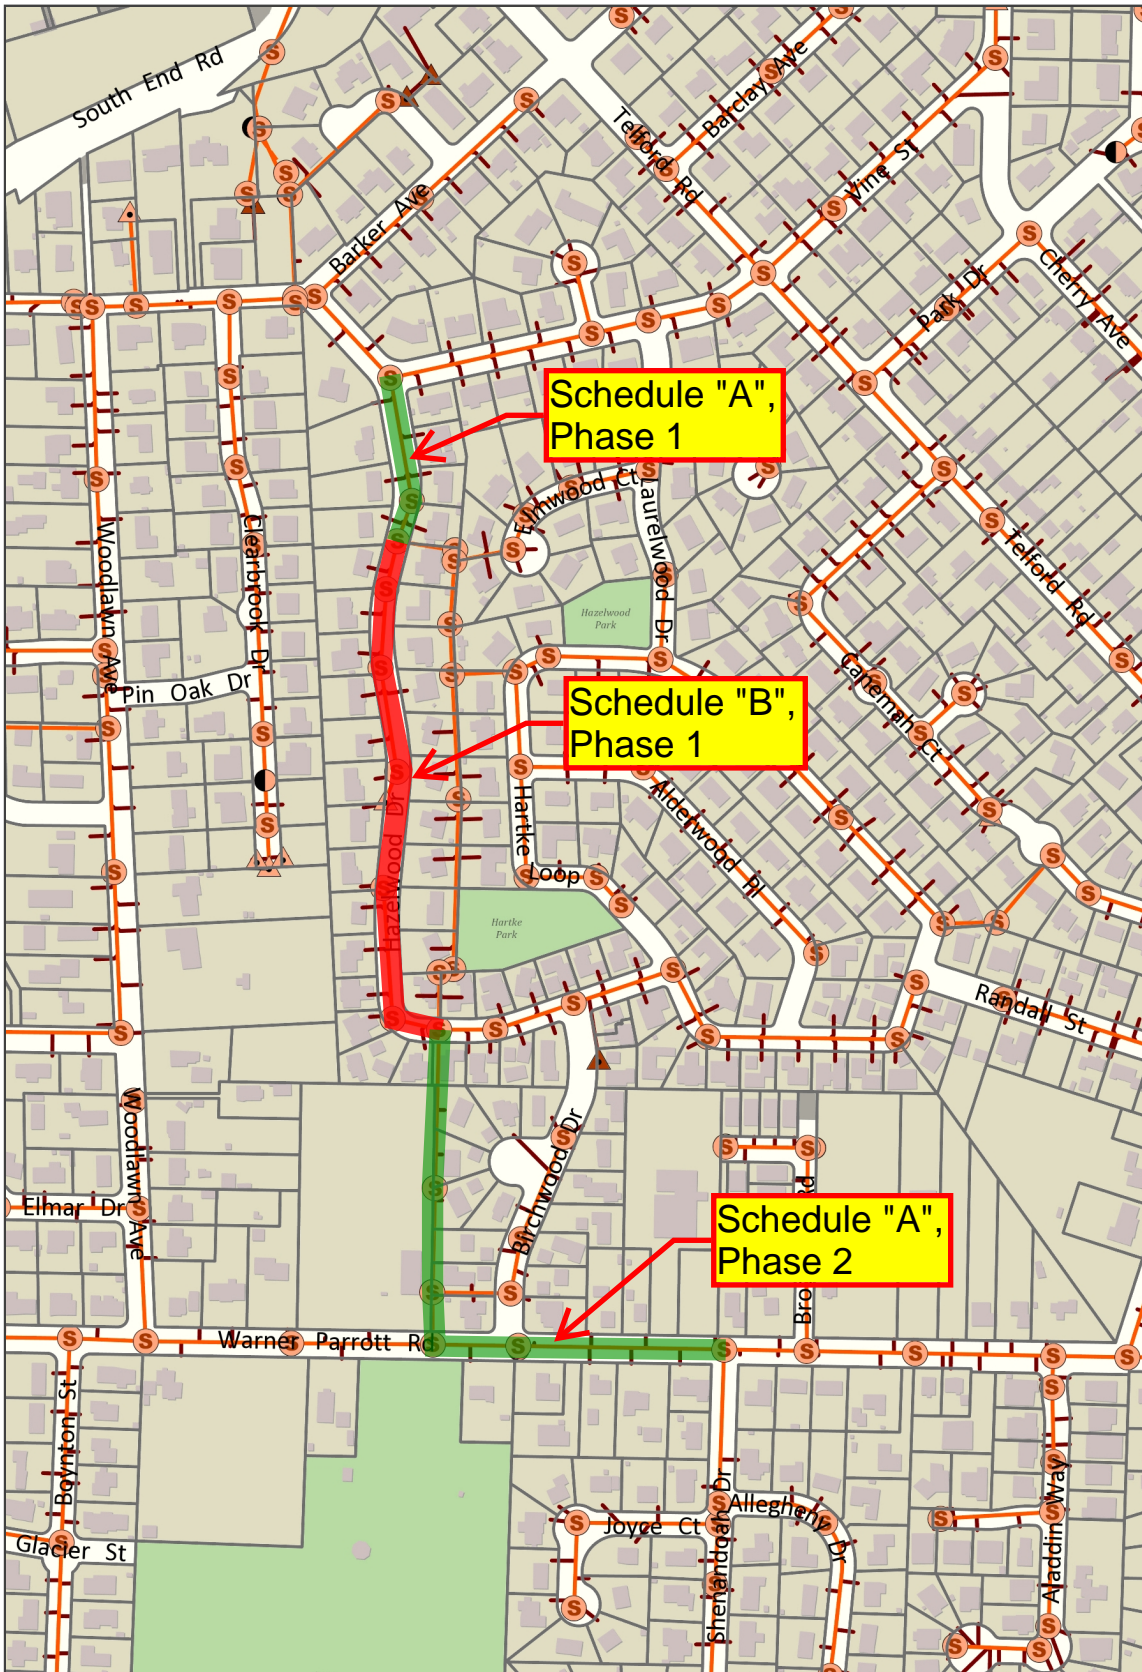 South End Rd
Barclay Ave
Telford Rd
Vine St
Barker Ave
Park Dr
Cherry Ave
Schedule "A",
Phase 1
Elmwood Ct
Laurelwood Dr
Telford Rd
Woodlawn Ave
Clearbrook Dr
Hazelwood
Park
Pin Oak Dr
Canemah Ct
Schedule "B",
Phase 1
Hazelwood Dr
Hartke Loop
Alderwood Pl
Hartke
Park
Randall St
Woodlawn Ave
Birchwood Dr
Elmar Dr
Schedule "A",
Phase 2
Warner Parrott Rd
Boynton St
Joyce Ct
Shenandoah Dr
Allegheny Dr
Aladdin Way
Glacier St